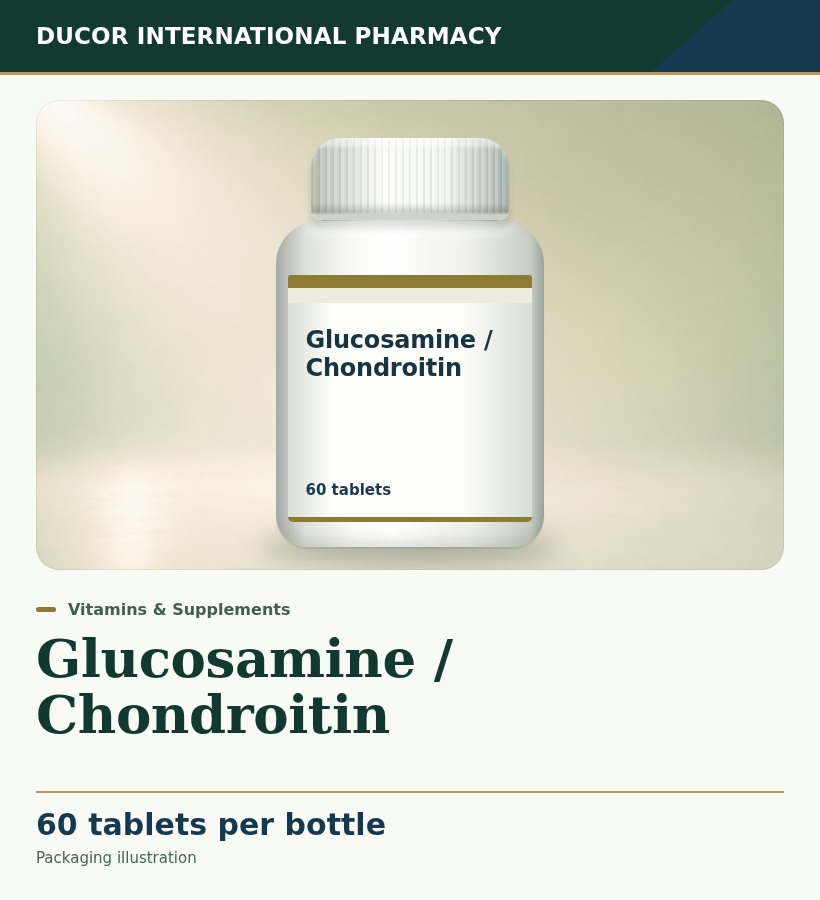 DUCOR INTERNATIONAL PHARMACY
Glucosamine /
Chondroitin
60 tablets
Vitamins & Supplements
Glucosamine /
Chondroitin
60 tablets per bottle
Packaging illustration